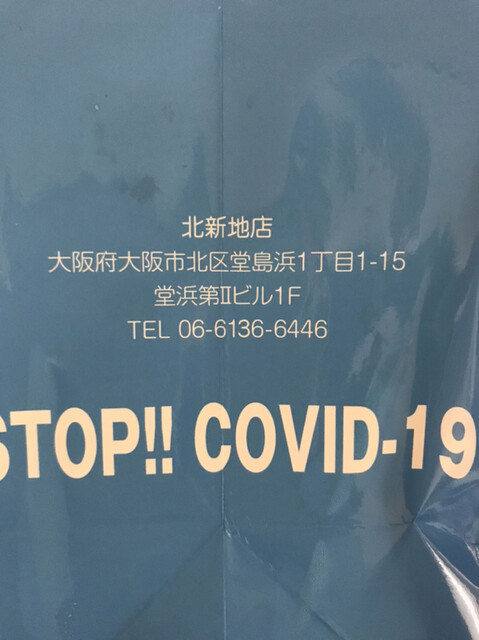 北新地店
大阪府大阪市北区堂島浜1丁目1-15
堂浜第Ⅱビル1F
TEL 06-6136-6446
STOP!! COVID-19